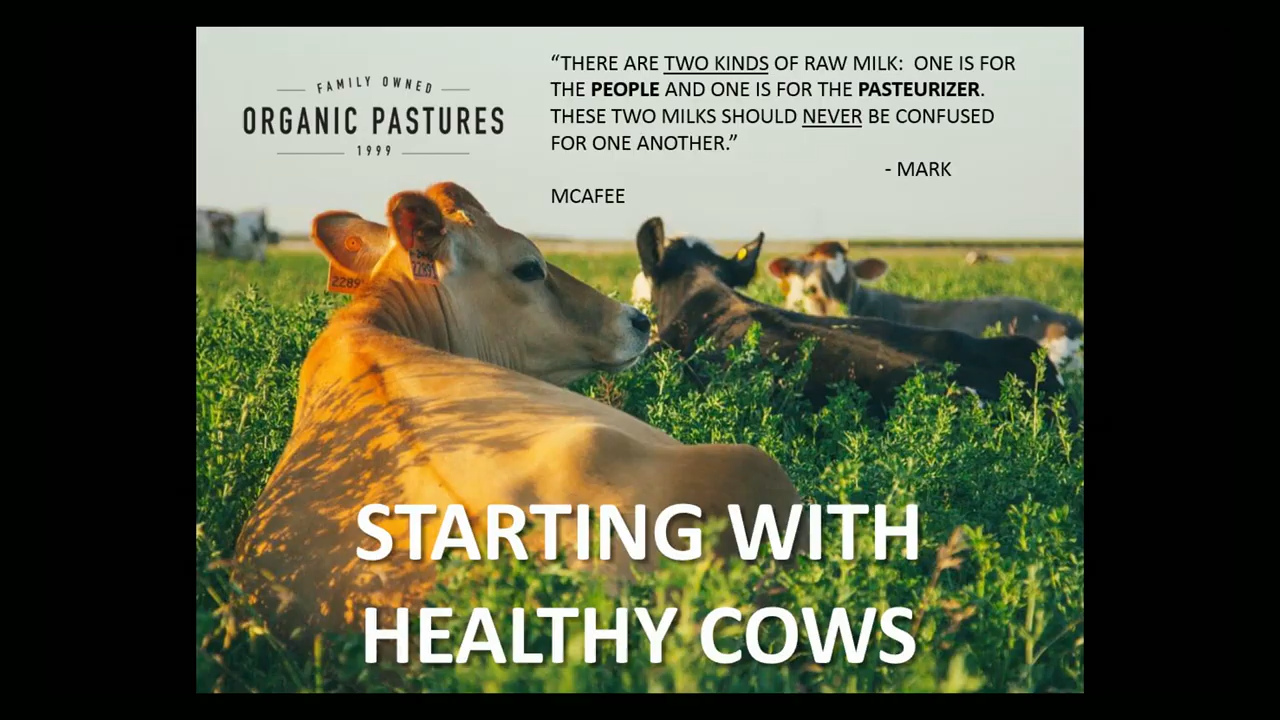 FAMILY OWNED
ORGANIC PASTURES
1999
“THERE ARE TWO KINDS OF RAW MILK:  ONE IS FOR
THE PEOPLE AND ONE IS FOR THE PASTEURIZER.
THESE TWO MILKS SHOULD NEVER BE CONFUSED
FOR ONE ANOTHER.”
- MARK
MCAFEE
2289
2289
STARTING WITH
HEALTHY COWS